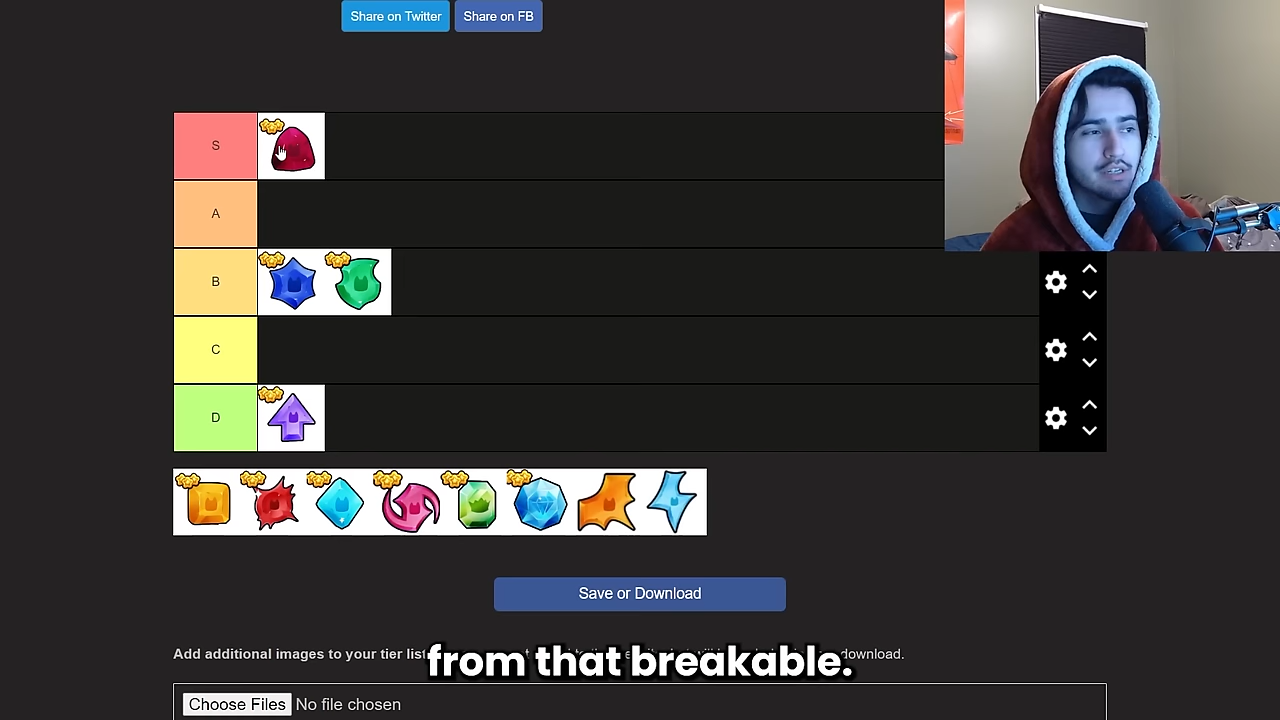 Share on Twitter Share on FB
S
A
B
C
D
Save or Download
Add additional images to your tier list download.
from that breakable.
Choose Files No file chosen